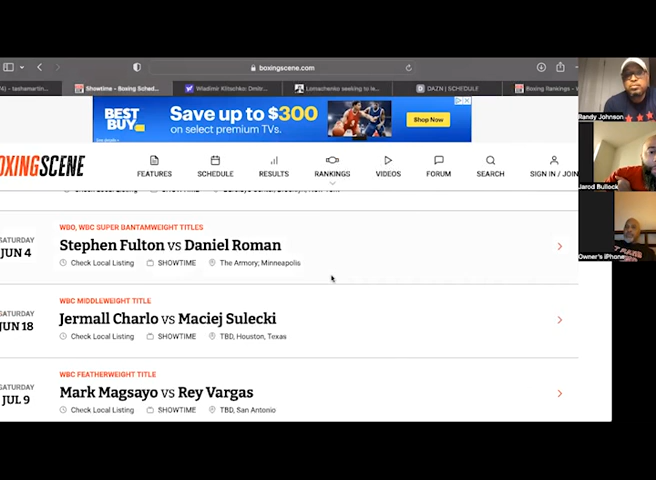 boxingscene.com
4) - tashamartin...
Showtime - Boxing Sched...
Wladimir Klitschko: Dmitr...
Lomachenko seeking to le...
DAZN | SCHEDULE
Boxing Rankings -
BEST BUY
Save up to $300
on select premium TVs.
Shop Now
Randy Johnson
OXINGSCENE
FEATURES
SCHEDULE
RESULTS
RANKINGS
VIDEOS
FORUM
SEARCH
SIGN IN / JOIN
Jarod Bullock
WBO, WBC SUPER BANTAMWEIGHT TITLES
SATURDAY
JUN 4
Stephen Fulton vs Daniel Roman
Check Local Listing
SHOWTIME
The Armory, Minneapolis
Owner's iPhone
WBC MIDDLEWEIGHT TITLE
SATURDAY
JUN 18
Jermall Charlo vs Maciej Sulecki
Check Local Listing
SHOWTIME
TBD, Houston, Texas
WBC FEATHERWEIGHT TITLE
SATURDAY
JUL 9
Mark Magsayo vs Rey Vargas
Check Local Listing
SHOWTIME
TBD, San Antonio